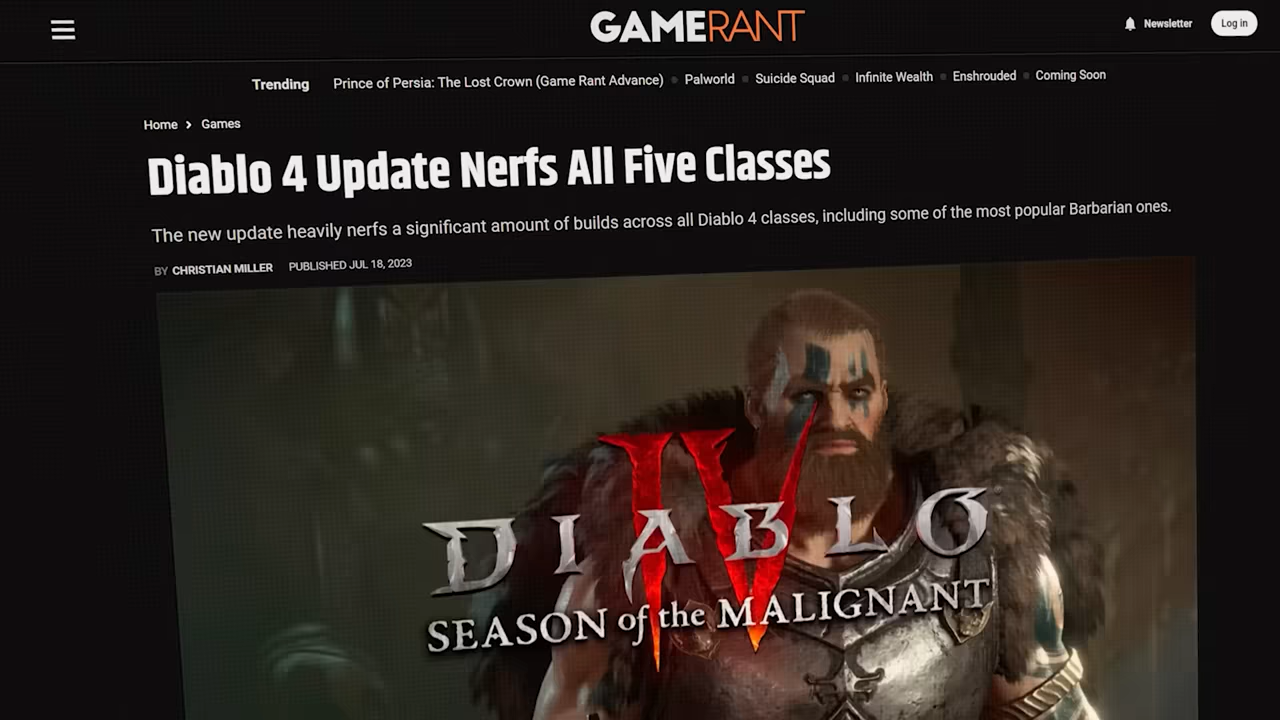 GAMERANT
Newsletter
Log in
Trending Prince of Persia: The Lost Crown (Game Rant Advance) Palworld Suicide Squad Infinite Wealth Enshrouded Coming Soon
Home > Games
Diablo 4 Update Nerfs All Five Classes
The new update heavily nerfs a significant amount of builds across all Diablo 4 classes, including some of the most popular Barbarian ones.
BY CHRISTIAN MILLER PUBLISHED JUL 18, 2023
IV
DIABLO
SEASON of the MALIGNANT